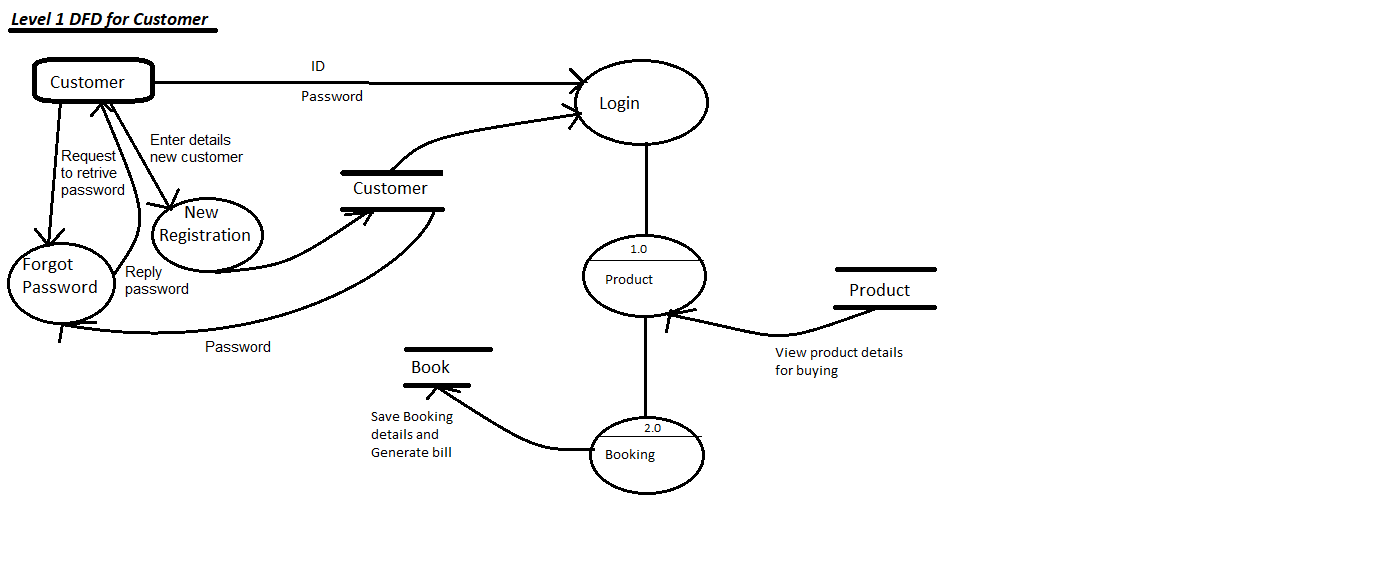 Level 1 DFD for Customer
Customer
ID
Password
Login
Enter details
new customer
Request
to retrive
password
Customer
New
Registration
Forgot
Password
Reply
password
Password
1.0
Product
Product
View product details
for buying
Book
Save Booking
details and
Generate bill
2.0
Booking